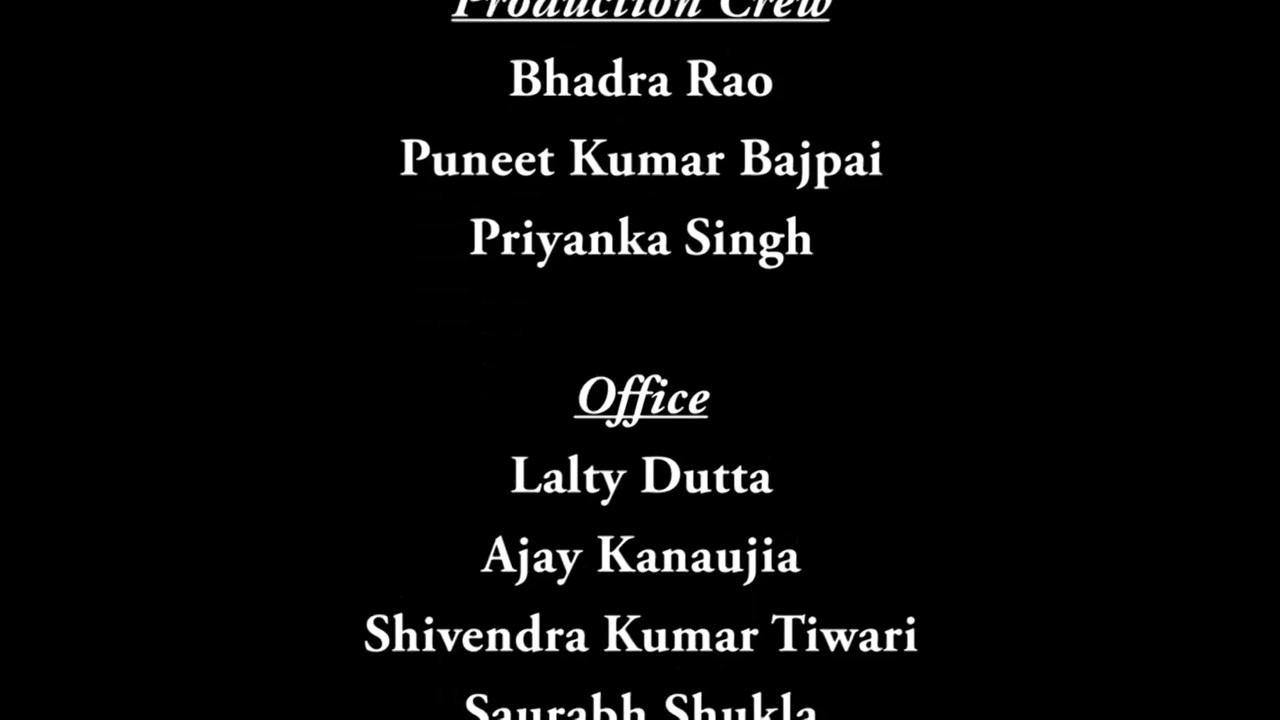 Production Crew
Bhadra Rao
Puneet Kumar Bajpai
Priyanka Singh
Office
Lalty Dutta
Ajay Kanaujia
Shivendra Kumar Tiwari
Saurabh Shukla